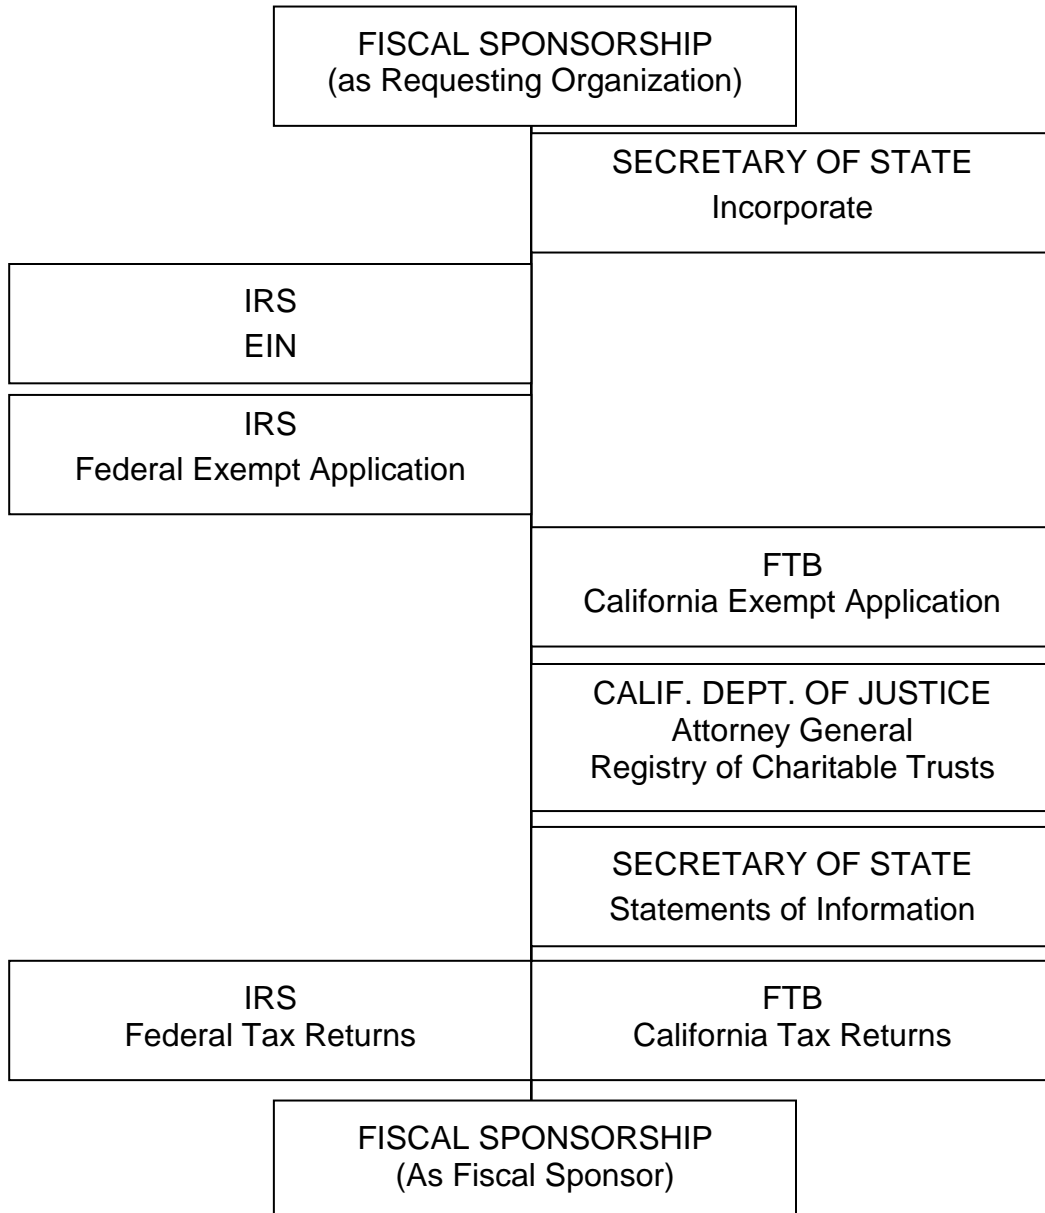 FISCAL SPONSORSHIP
(as Requesting Organization)
SECRETARY OF STATE
Incorporate
IRS
EIN
IRS
Federal Exempt Application
FTB
California Exempt Application
CALIF. DEPT. OF JUSTICE
Attorney General
Registry of Charitable Trusts
SECRETARY OF STATE
Statements of Information
IRS
Federal Tax Returns
FTB
California Tax Returns
FISCAL SPONSORSHIP
(As Fiscal Sponsor)